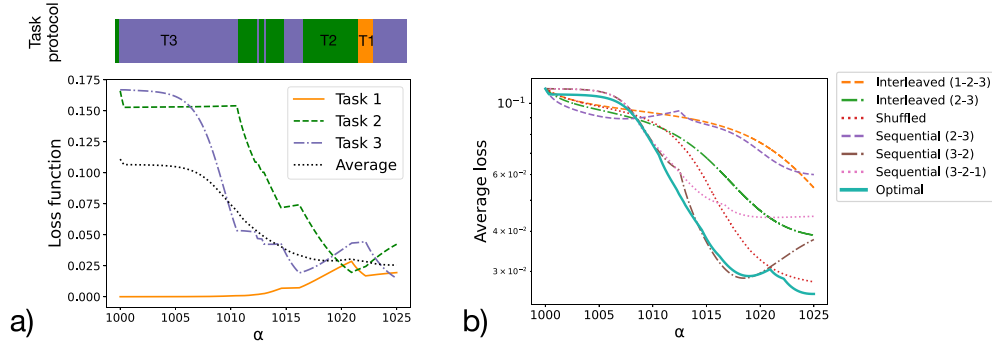 Task
protocol
T3
T2
T1
Loss function
0.175
0.150
0.125
0.100
0.075
0.050
0.025
0.000
Task 1
Task 2
Task 3
Average
1000
1005
1010
1015
1020
1025
α
a)
Average loss
10⁻¹
6 × 10⁻²
4 × 10⁻²
3 × 10⁻²
1000
1005
1010
1015
1020
1025
α
b)
Interleaved (1-2-3)
Interleaved (2-3)
Shuffled
Sequential (2-3)
Sequential (3-2)
Sequential (3-2-1)
Optimal